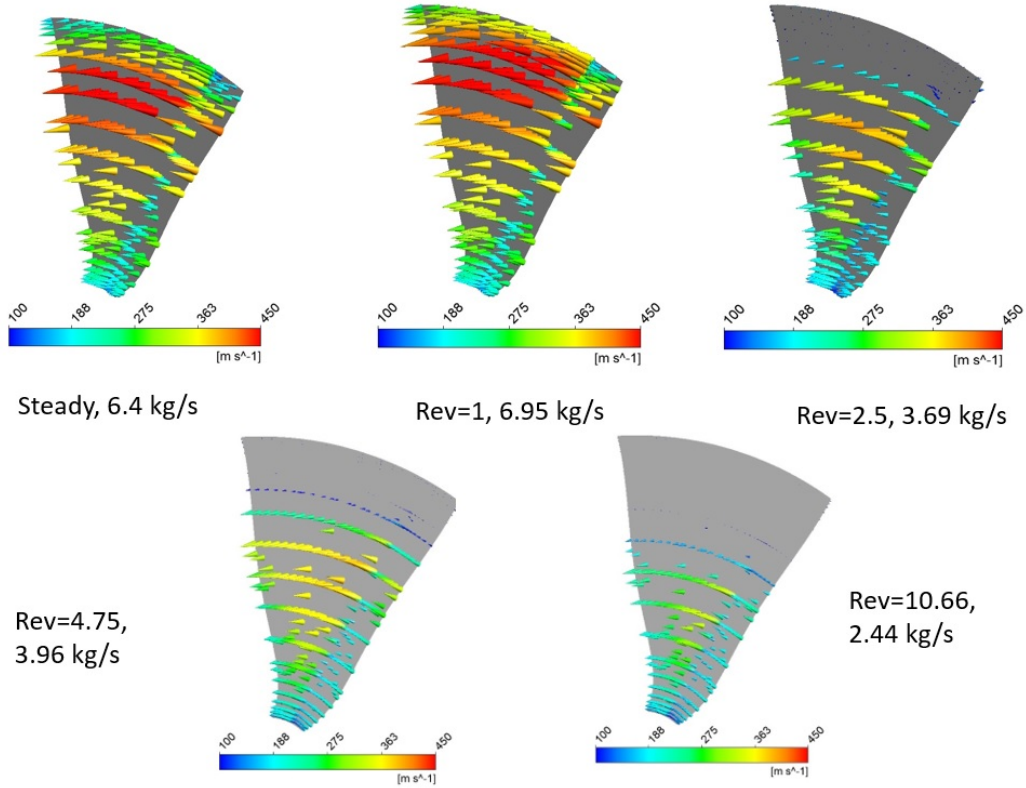 100 188 275 363 450
[m s^-1]
100 188 275 363 450
[m s^-1]
100 188 275 363 450
[m s^-1]
Steady, 6.4 kg/s
Rev=1, 6.95 kg/s
Rev=2.5, 3.69 kg/s
Rev=4.75,
3.96 kg/s
Rev=10.66,
2.44 kg/s
100 188 275 363 450
[m s^-1]
100 188 275 363 450
[m s^-1]